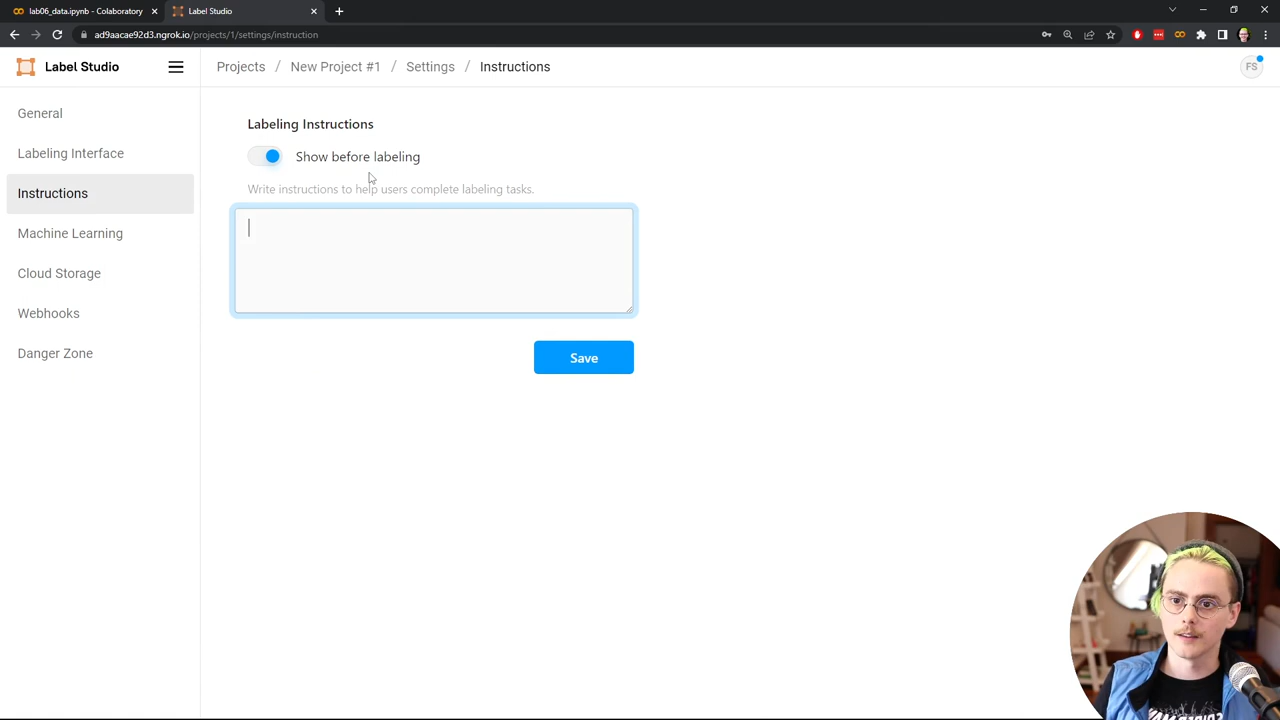 lab06_data.ipynb - Colaboratory
Label Studio
ad9aacae92d3.ngrok.io/projects/1/settings/instruction
Label Studio
Projects / New Project #1 / Settings / Instructions
FS
General
Labeling Interface
Instructions
Machine Learning
Cloud Storage
Webhooks
Danger Zone
Labeling Instructions
Show before labeling
Write instructions to help users complete labeling tasks.
Save